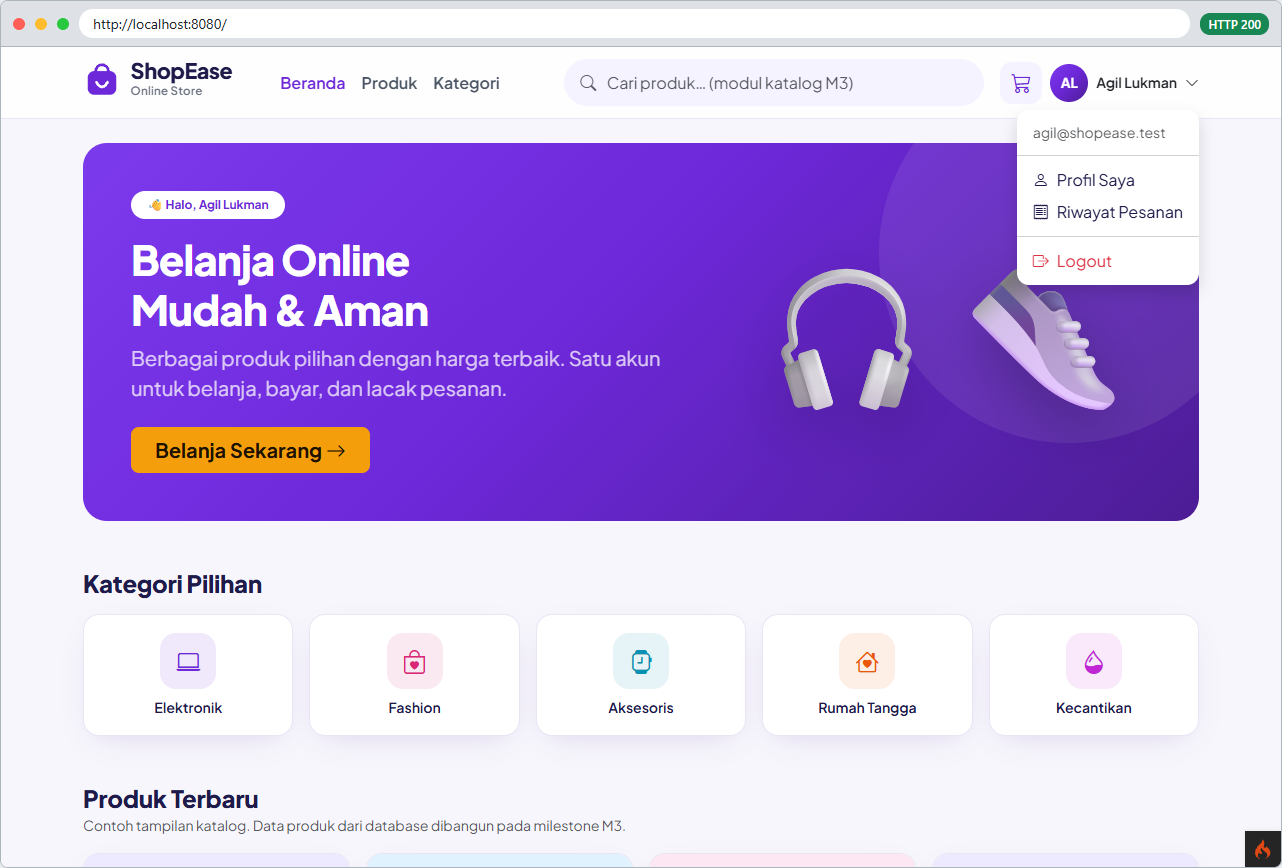 http://localhost:8080/
HTTP 200
ShopEase
Online Store
Beranda
Produk
Kategori
Cari produk... (modul katalog M3)
AL
Agil Lukman
agil@shopease.test
Profil Saya
Riwayat Pesanan
Logout
👋 Halo, Agil Lukman
Belanja Online
Mudah & Aman
Berbagai produk pilihan dengan harga terbaik. Satu akun
untuk belanja, bayar, dan lacak pesanan.
Belanja Sekarang →
Kategori Pilihan
Elektronik
Fashion
Aksesoris
Rumah Tangga
Kecantikan
Produk Terbaru
Contoh tampilan katalog. Data produk dari database dibangun pada milestone M3.